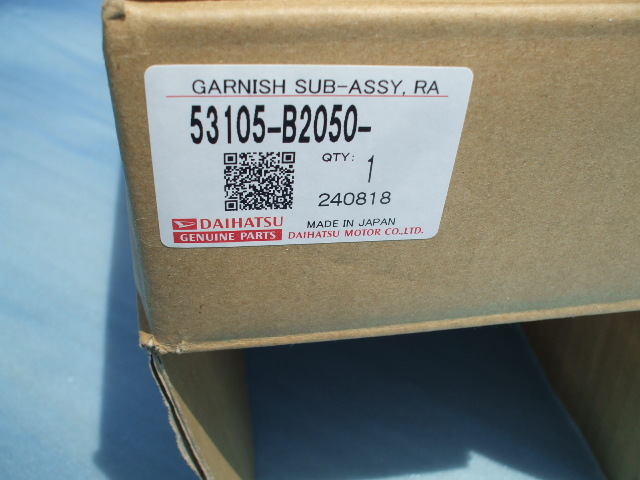 GARNISH SUB-ASSY, RA
53105-B2050-
QTY: 1
240818
DAIHATSU
GENUINE PARTS
MADE IN JAPAN
DAIHATSU MOTOR CO.,LTD.